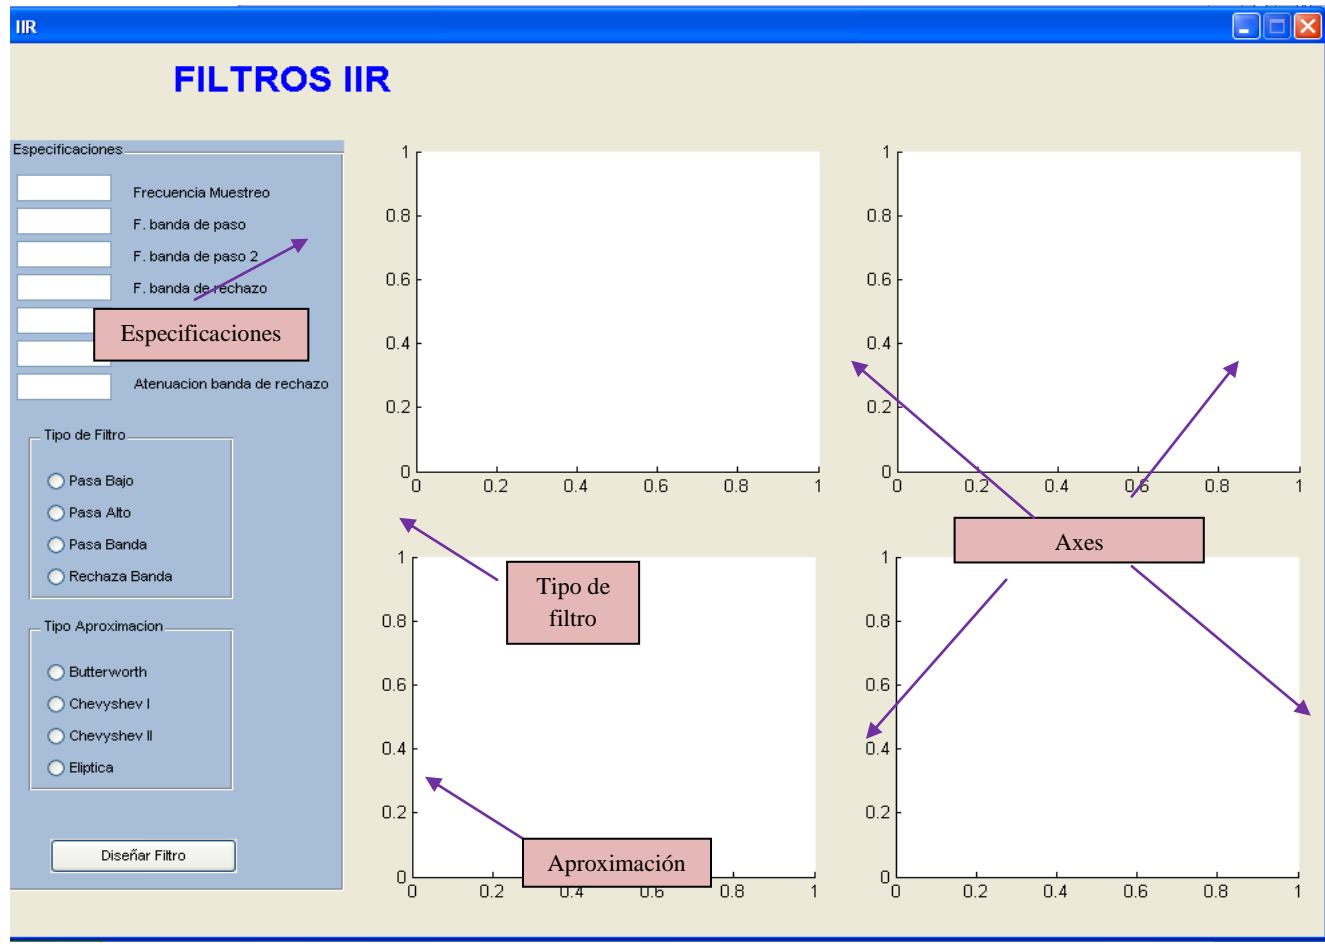 IIR
FILTROS IIR
Especificaciones
Frecuencia Muestreo
F. banda de paso
F. banda de paso 2
F. banda de rechazo
Especificaciones
Atenuacion banda de rechazo
Tipo de Filtro
Pasa Bajo
Pasa Alto
Pasa Banda
Rechaza Banda
Tipo Aproximacion
Butterworth
Chevyshev I
Chevyshev II
Eliptica
Diseñar Filtro
1
0.8
0.6
0.4
0.2
0
0 0.2 0.4 0.6 0.8 1
1
0.8
0.6
0.4
0.2
0
0 0.2 0.4 0.6 0.8 1
Axes
Tipo de
filtro
1
0.8
0.6
0.4
0.2
0
0 0.2 0.4 0.6 0.8 1
Aproximación
1
0.8
0.6
0.4
0.2
0
0 0.2 0.4 0.6 0.8 1